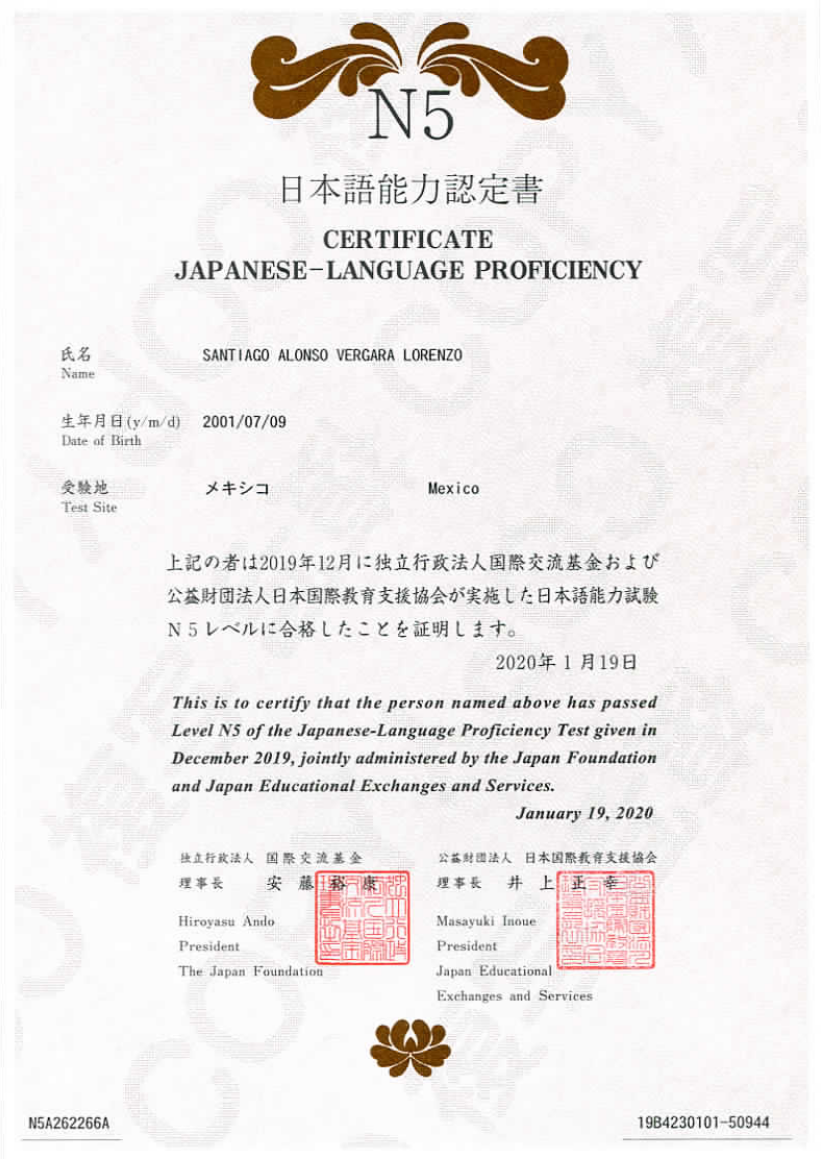 N5
日本語能力認定書
CERTIFICATE
JAPANESE-LANGUAGE PROFICIENCY
氏名 SANTIAGO ALONSO VERGARA LORENZO
Name
生年月日(y/m/d) 2001/07/09
Date of Birth
受験地 メキシコ Mexico
Test Site
上記の者は2019年12月に独立行政法人国際交流基金および
公益財団法人日本国際教育支援協会が実施した日本語能力試験
N5レベルに合格したことを証明します。
2020年1月19日
This is to certify that the person named above has passed
Level N5 of the Japanese-Language Proficiency Test given in
December 2019, jointly administered by the Japan Foundation
and Japan Educational Exchanges and Services.
January 19, 2020
独立行政法人 国際交流基金
理事長 安藤裕康
Hiroyasu Ando
President
The Japan Foundation
公益財団法人 日本国際教育支援協会
理事長 井上正幸
Masayuki Inoue
President
Japan Educational
Exchanges and Services
N5A262266A
19B4230101-50944